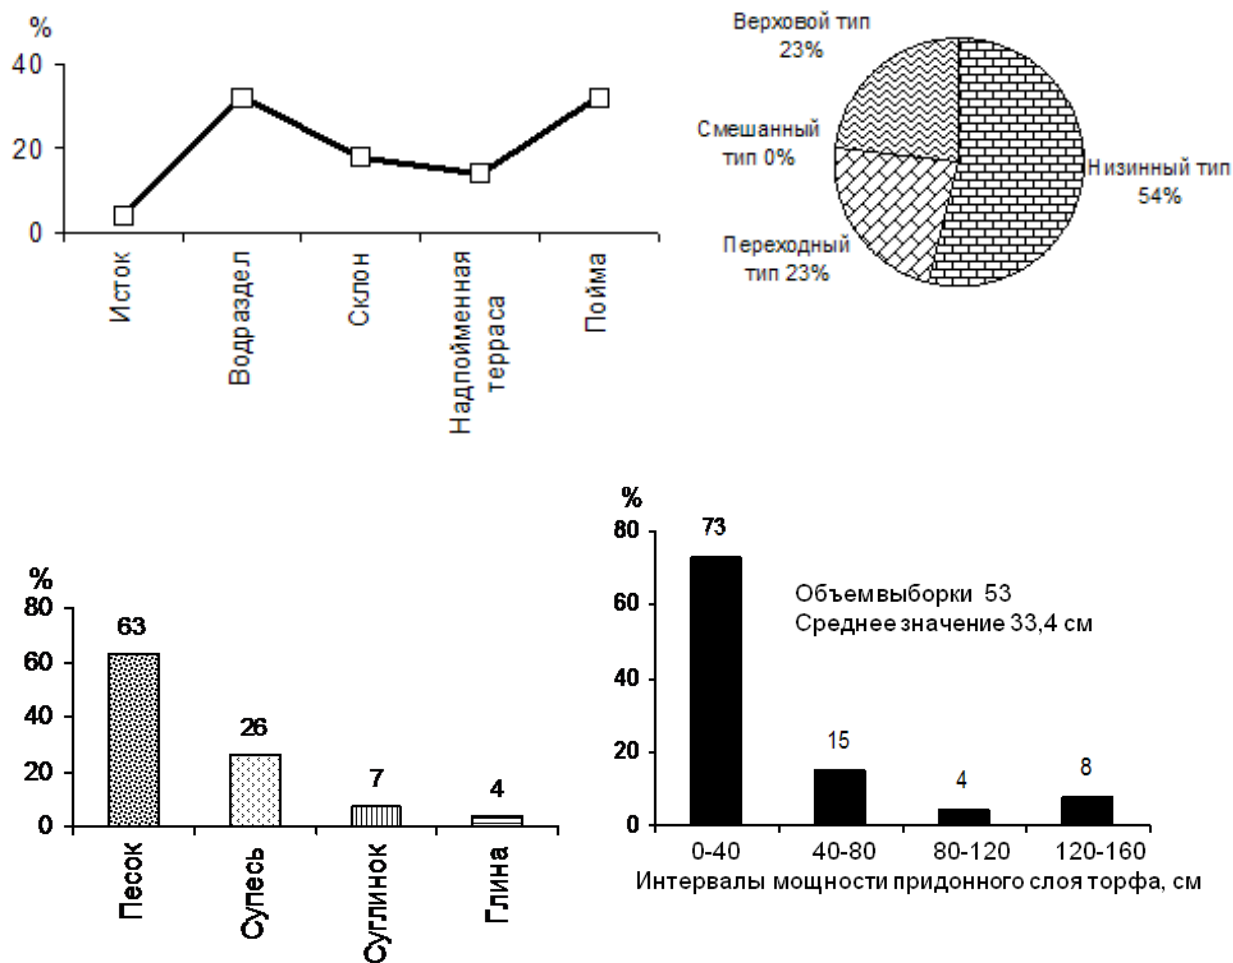 %
40
20
0
Исток
Водраздел
Склон
Надпойменная
терраса
Пойма
Верховой тип
23%
Смешанный
тип 0%
Переходный
тип 23%
Низинный тип
54%
%
80
60
40
20
0
63
26
7
4
Песок
Супесь
Суглинок
Глина
%
80
60
40
20
0
73
15
4
8
Объем выборки 53
Среднее значение 33,4 см
0-40
40-80
80-120
120-160
Интервалы мощности придонного слоя торфа, см